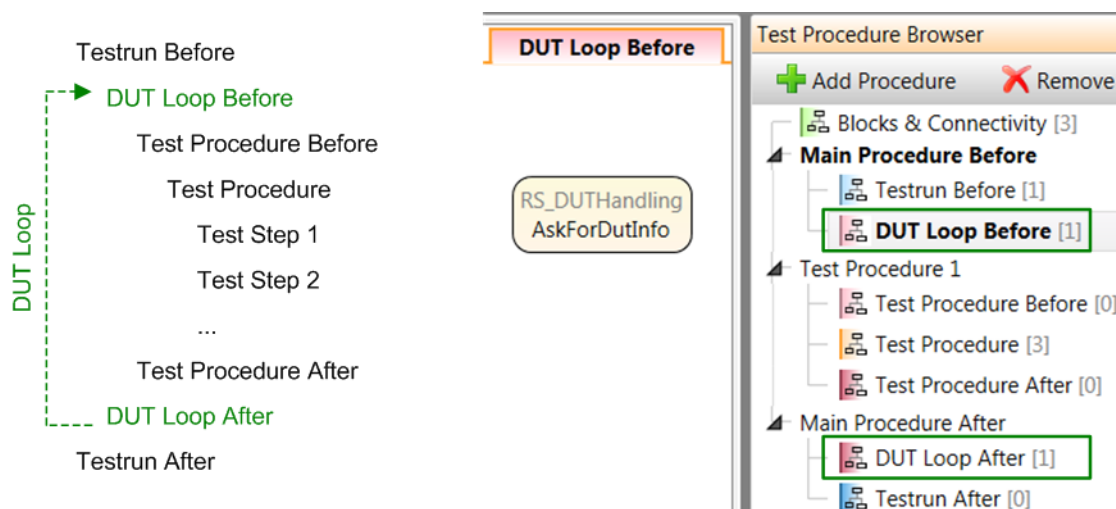 Testrun Before
DUT Loop Before
Test Procedure Before
Test Procedure
Test Step 1
Test Step 2
...
Test Procedure After
DUT Loop After
Testrun After
DUT Loop
DUT Loop Before
RS_DUTHandling
AskForDutInfo
Test Procedure Browser
Add Procedure Remove
Blocks & Connectivity [3]
Main Procedure Before
Testrun Before [1]
DUT Loop Before [1]
Test Procedure 1
Test Procedure Before [0]
Test Procedure [3]
Test Procedure After [0]
Main Procedure After
DUT Loop After [1]
Testrun After [0]